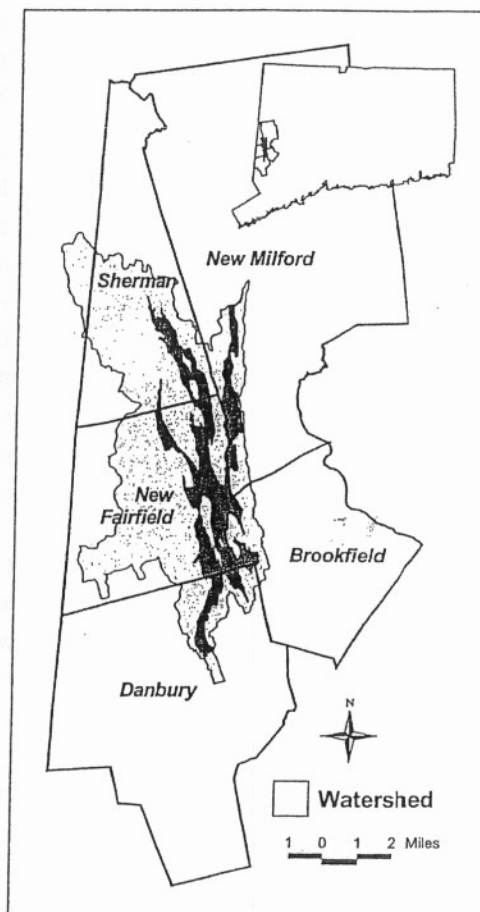 New Milford
Sherman
New
Fairfield
Brookfield
Danbury
N
Watershed
1 0 1 2 Miles